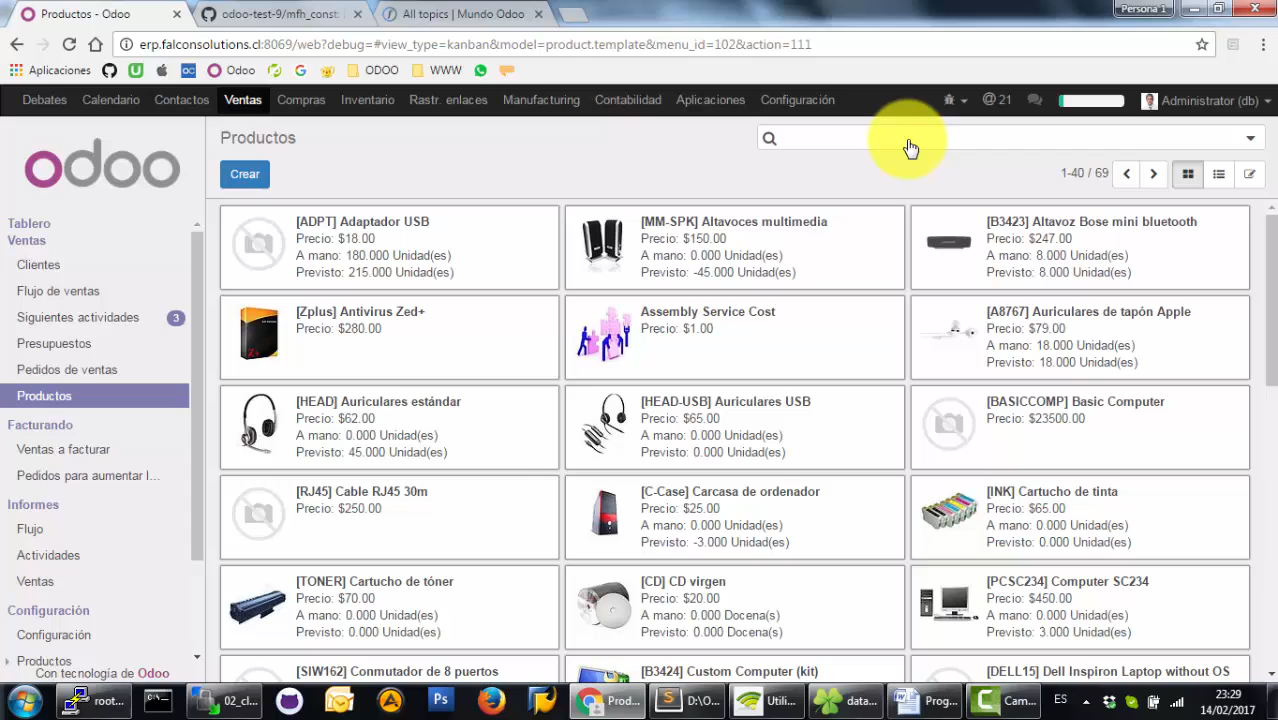 Productos - Odoo
odoo-test-9/mfh_const
All topics | Mundo Odoo
Persona 1
erp.falconsolutions.cl:8069/web?debug=#view_type=kanban&model=product.template&menu_id=102&action=111
Aplicaciones
Odoo
ODOO
WWW
Debates
Calendario
Contactos
Ventas
Compras
Inventario
Rastr. enlaces
Manufacturing
Contabilidad
Aplicaciones
Configuración
@ 21
Administrator (db)
odoo
Tablero
Ventas
Clientes
Flujo de ventas
Siguientes actividades 3
Presupuestos
Pedidos de ventas
Productos
Facturando
Ventas a facturar
Pedidos para aumentar l...
Informes
Flujo
Actividades
Ventas
Configuración
Configuración
Productos
Con tecnología de Odoo
Productos
Crear
1-40 / 69
[ADPT] Adaptador USB
Precio: $18.00
A mano: 180.000 Unidad(es)
Previsto: 215.000 Unidad(es)
[MM-SPK] Altavoces multimedia
Precio: $150.00
A mano: 0.000 Unidad(es)
Previsto: -45.000 Unidad(es)
[B3423] Altavoz Bose mini bluetooth
Precio: $247.00
A mano: 8.000 Unidad(es)
Previsto: 8.000 Unidad(es)
[Zplus] Antivirus Zed+
Precio: $280.00
Assembly Service Cost
Precio: $1.00
[A8767] Auriculares de tapón Apple
Precio: $79.00
A mano: 18.000 Unidad(es)
Previsto: 18.000 Unidad(es)
[HEAD] Auriculares estándar
Precio: $62.00
A mano: 0.000 Unidad(es)
Previsto: 45.000 Unidad(es)
[HEAD-USB] Auriculares USB
Precio: $65.00
A mano: 0.000 Unidad(es)
Previsto: 0.000 Unidad(es)
[BASICCOMP] Basic Computer
Precio: $23500.00
[RJ45] Cable RJ45 30m
Precio: $250.00
[C-Case] Carcasa de ordenador
Precio: $25.00
A mano: 0.000 Unidad(es)
Previsto: -3.000 Unidad(es)
[INK] Cartucho de tinta
Precio: $65.00
A mano: 0.000 Unidad(es)
Previsto: 0.000 Unidad(es)
[TONER] Cartucho de tóner
Precio: $70.00
A mano: 0.000 Unidad(es)
Previsto: 0.000 Unidad(es)
[CD] CD virgen
Precio: $20.00
A mano: 0.000 Docena(s)
Previsto: 0.000 Docena(s)
[PCSC234] Computer SC234
Precio: $450.00
A mano: 0.000 Unidad(es)
Previsto: 3.000 Unidad(es)
[SIW162] Conmutador de 8 puertos
[B3424] Custom Computer (kit)
[DELL15] Dell Inspiron Laptop without OS
root...
02_cl...
Prod...
D:\O...
Utili...
data...
Prog...
Cam...
ES
23:29
14/02/2017